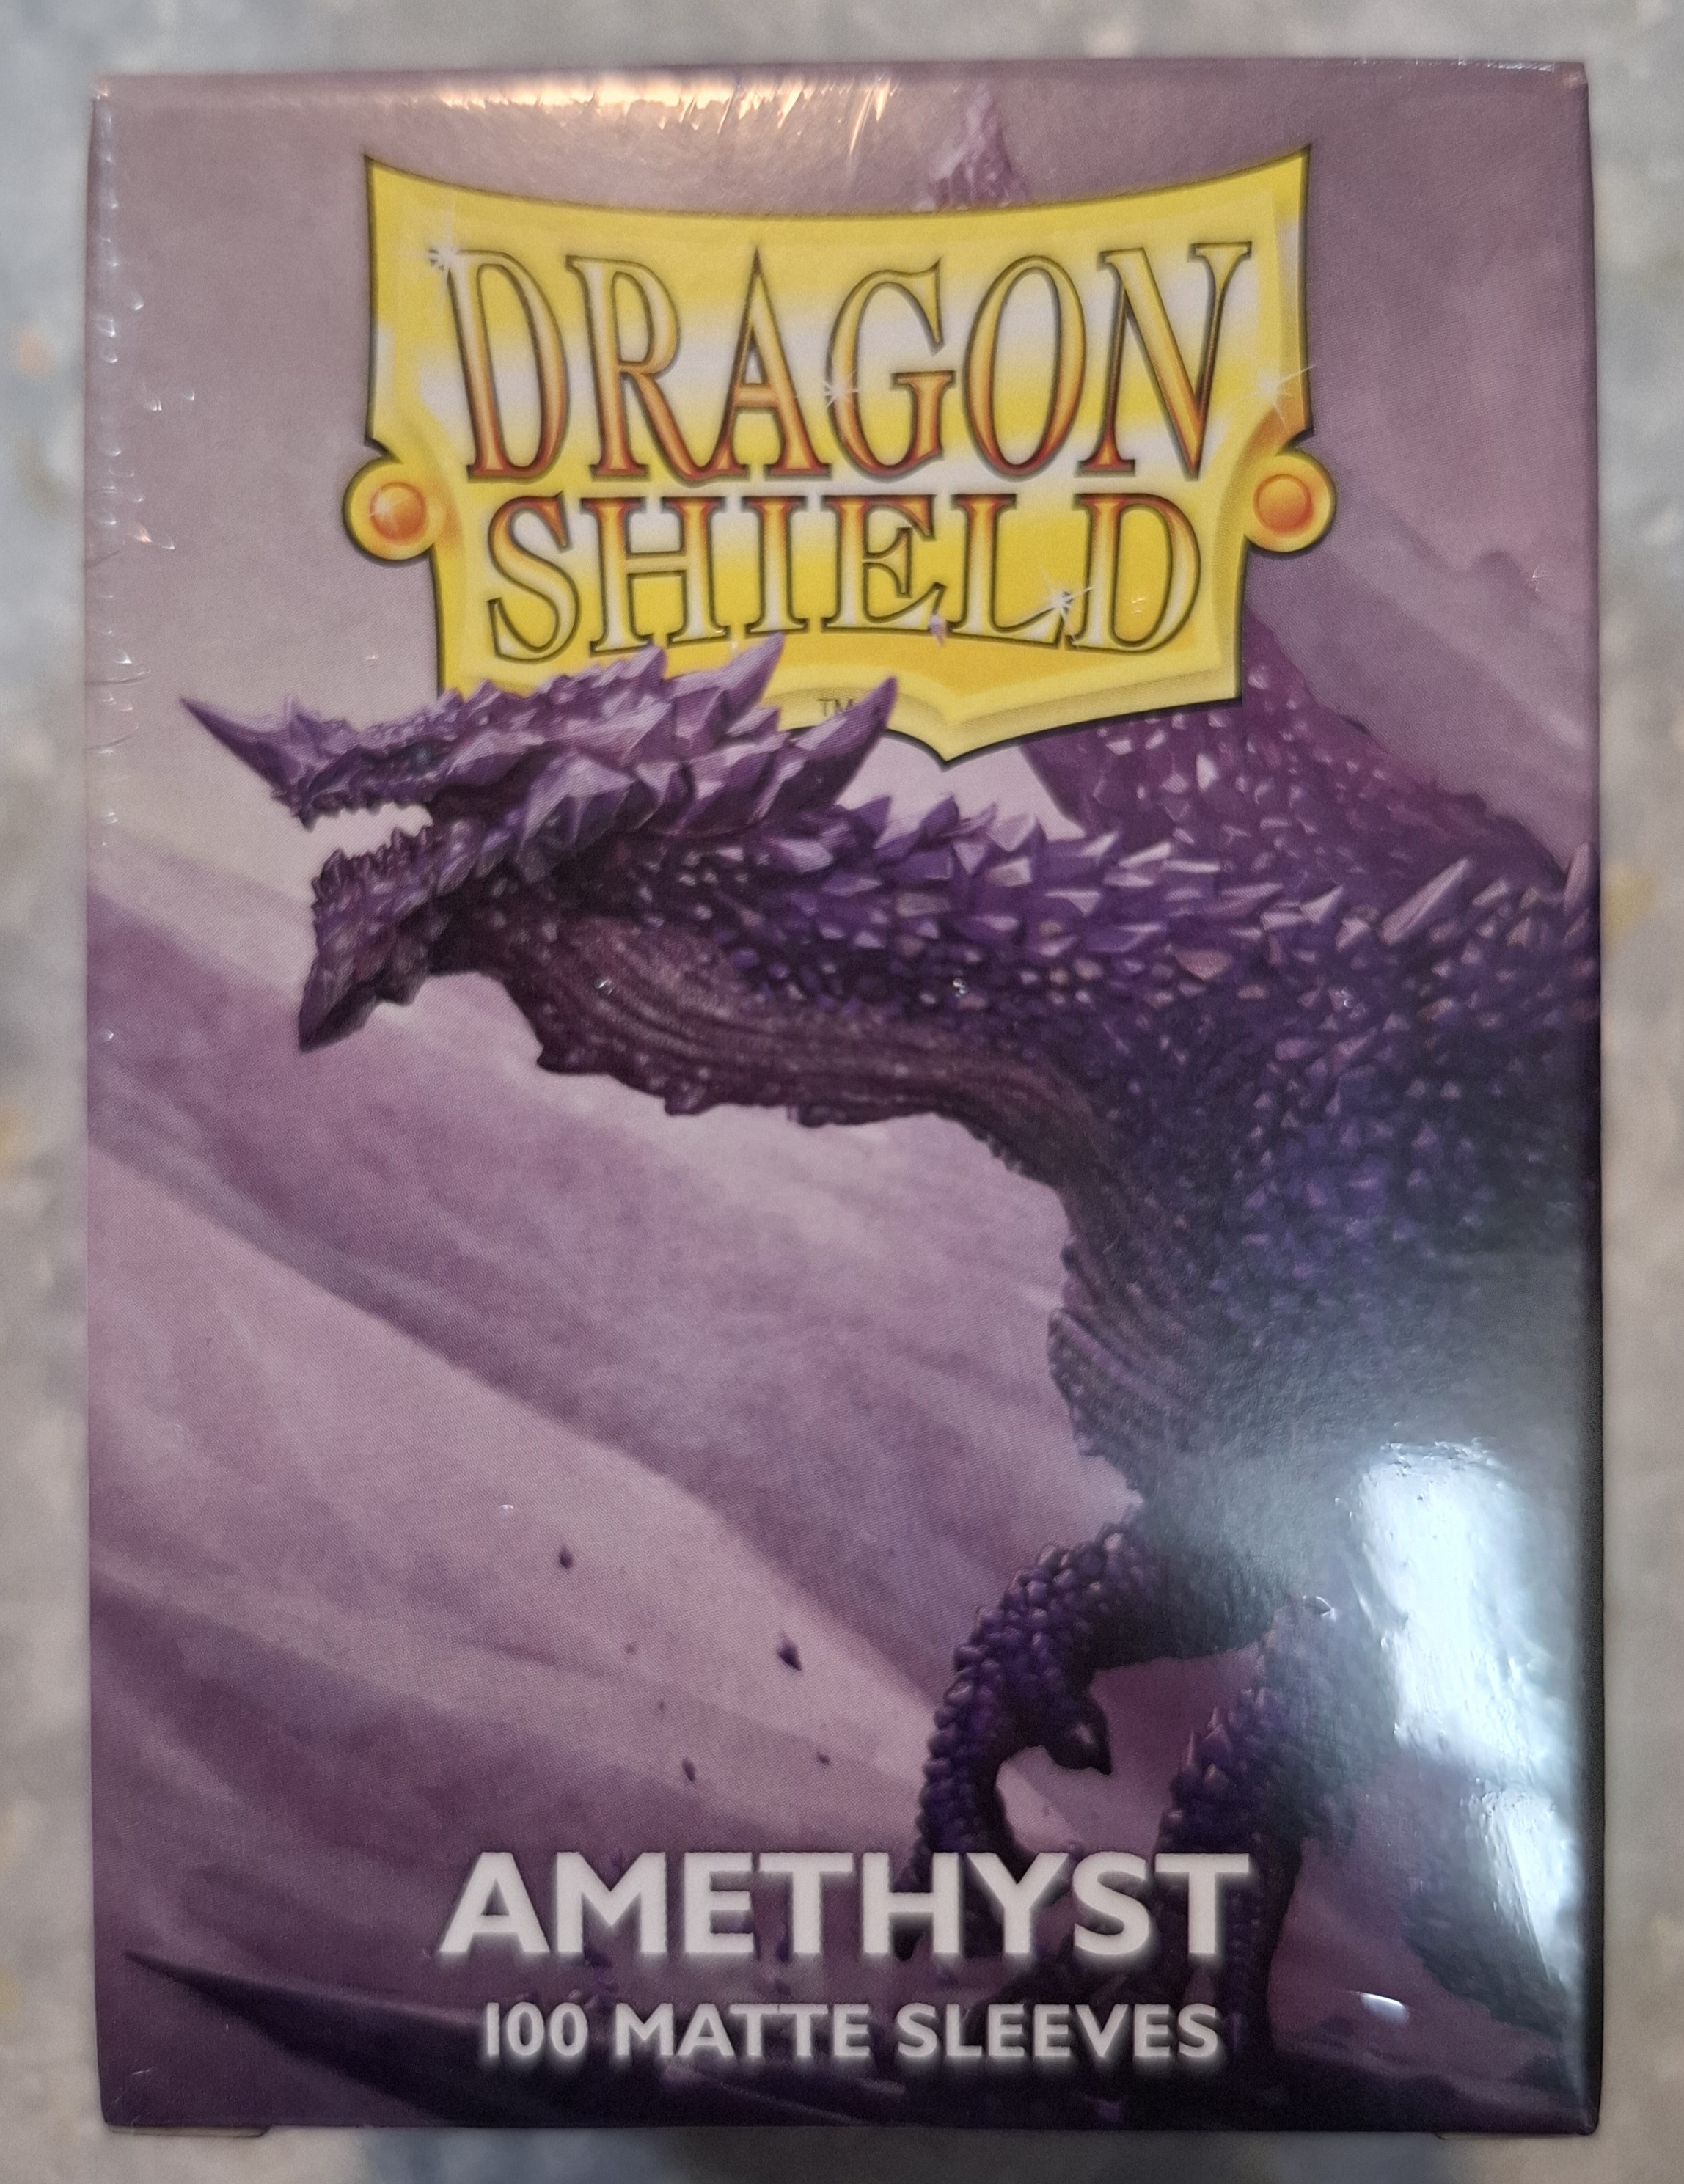 DRAGON
SHIELD
TM
AMETHYST
100 MATTE SLEEVES